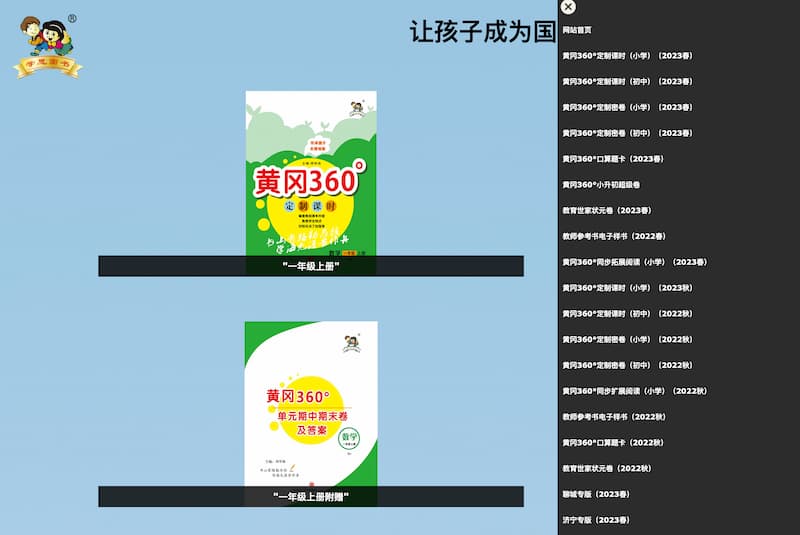 学思图书
®
让孩子成为国
黄冈360°
定制课时
数学 一年级 上册
"一年级上册"
黄冈360°
单元期中期末卷
及答案
数学
"一年级上册附赠"
网站首页
黄冈360°定制课时（小学）（2023春）
黄冈360°定制课时（初中）（2023春）
黄冈360°定制密卷（小学）（2023春）
黄冈360°定制密卷（初中）（2023春）
黄冈360°口算题卡（2023春）
黄冈360°小升初超级卷
教育世家状元卷（2023春）
教师参考书电子样书（2022春）
黄冈360°同步拓展阅读（小学）（2023春）
黄冈360°定制课时（小学）（2023秋）
黄冈360°定制课时（初中）（2022秋）
黄冈360°定制密卷（小学）（2022秋）
黄冈360°定制密卷（初中）（2022秋）
黄冈360°同步扩展阅读（小学）（2022秋）
教师参考书电子样书（2022秋）
黄冈360°口算题卡（2022秋）
教育世家状元卷（2022秋）
聊城专版（2023春）
济宁专版（2023春）